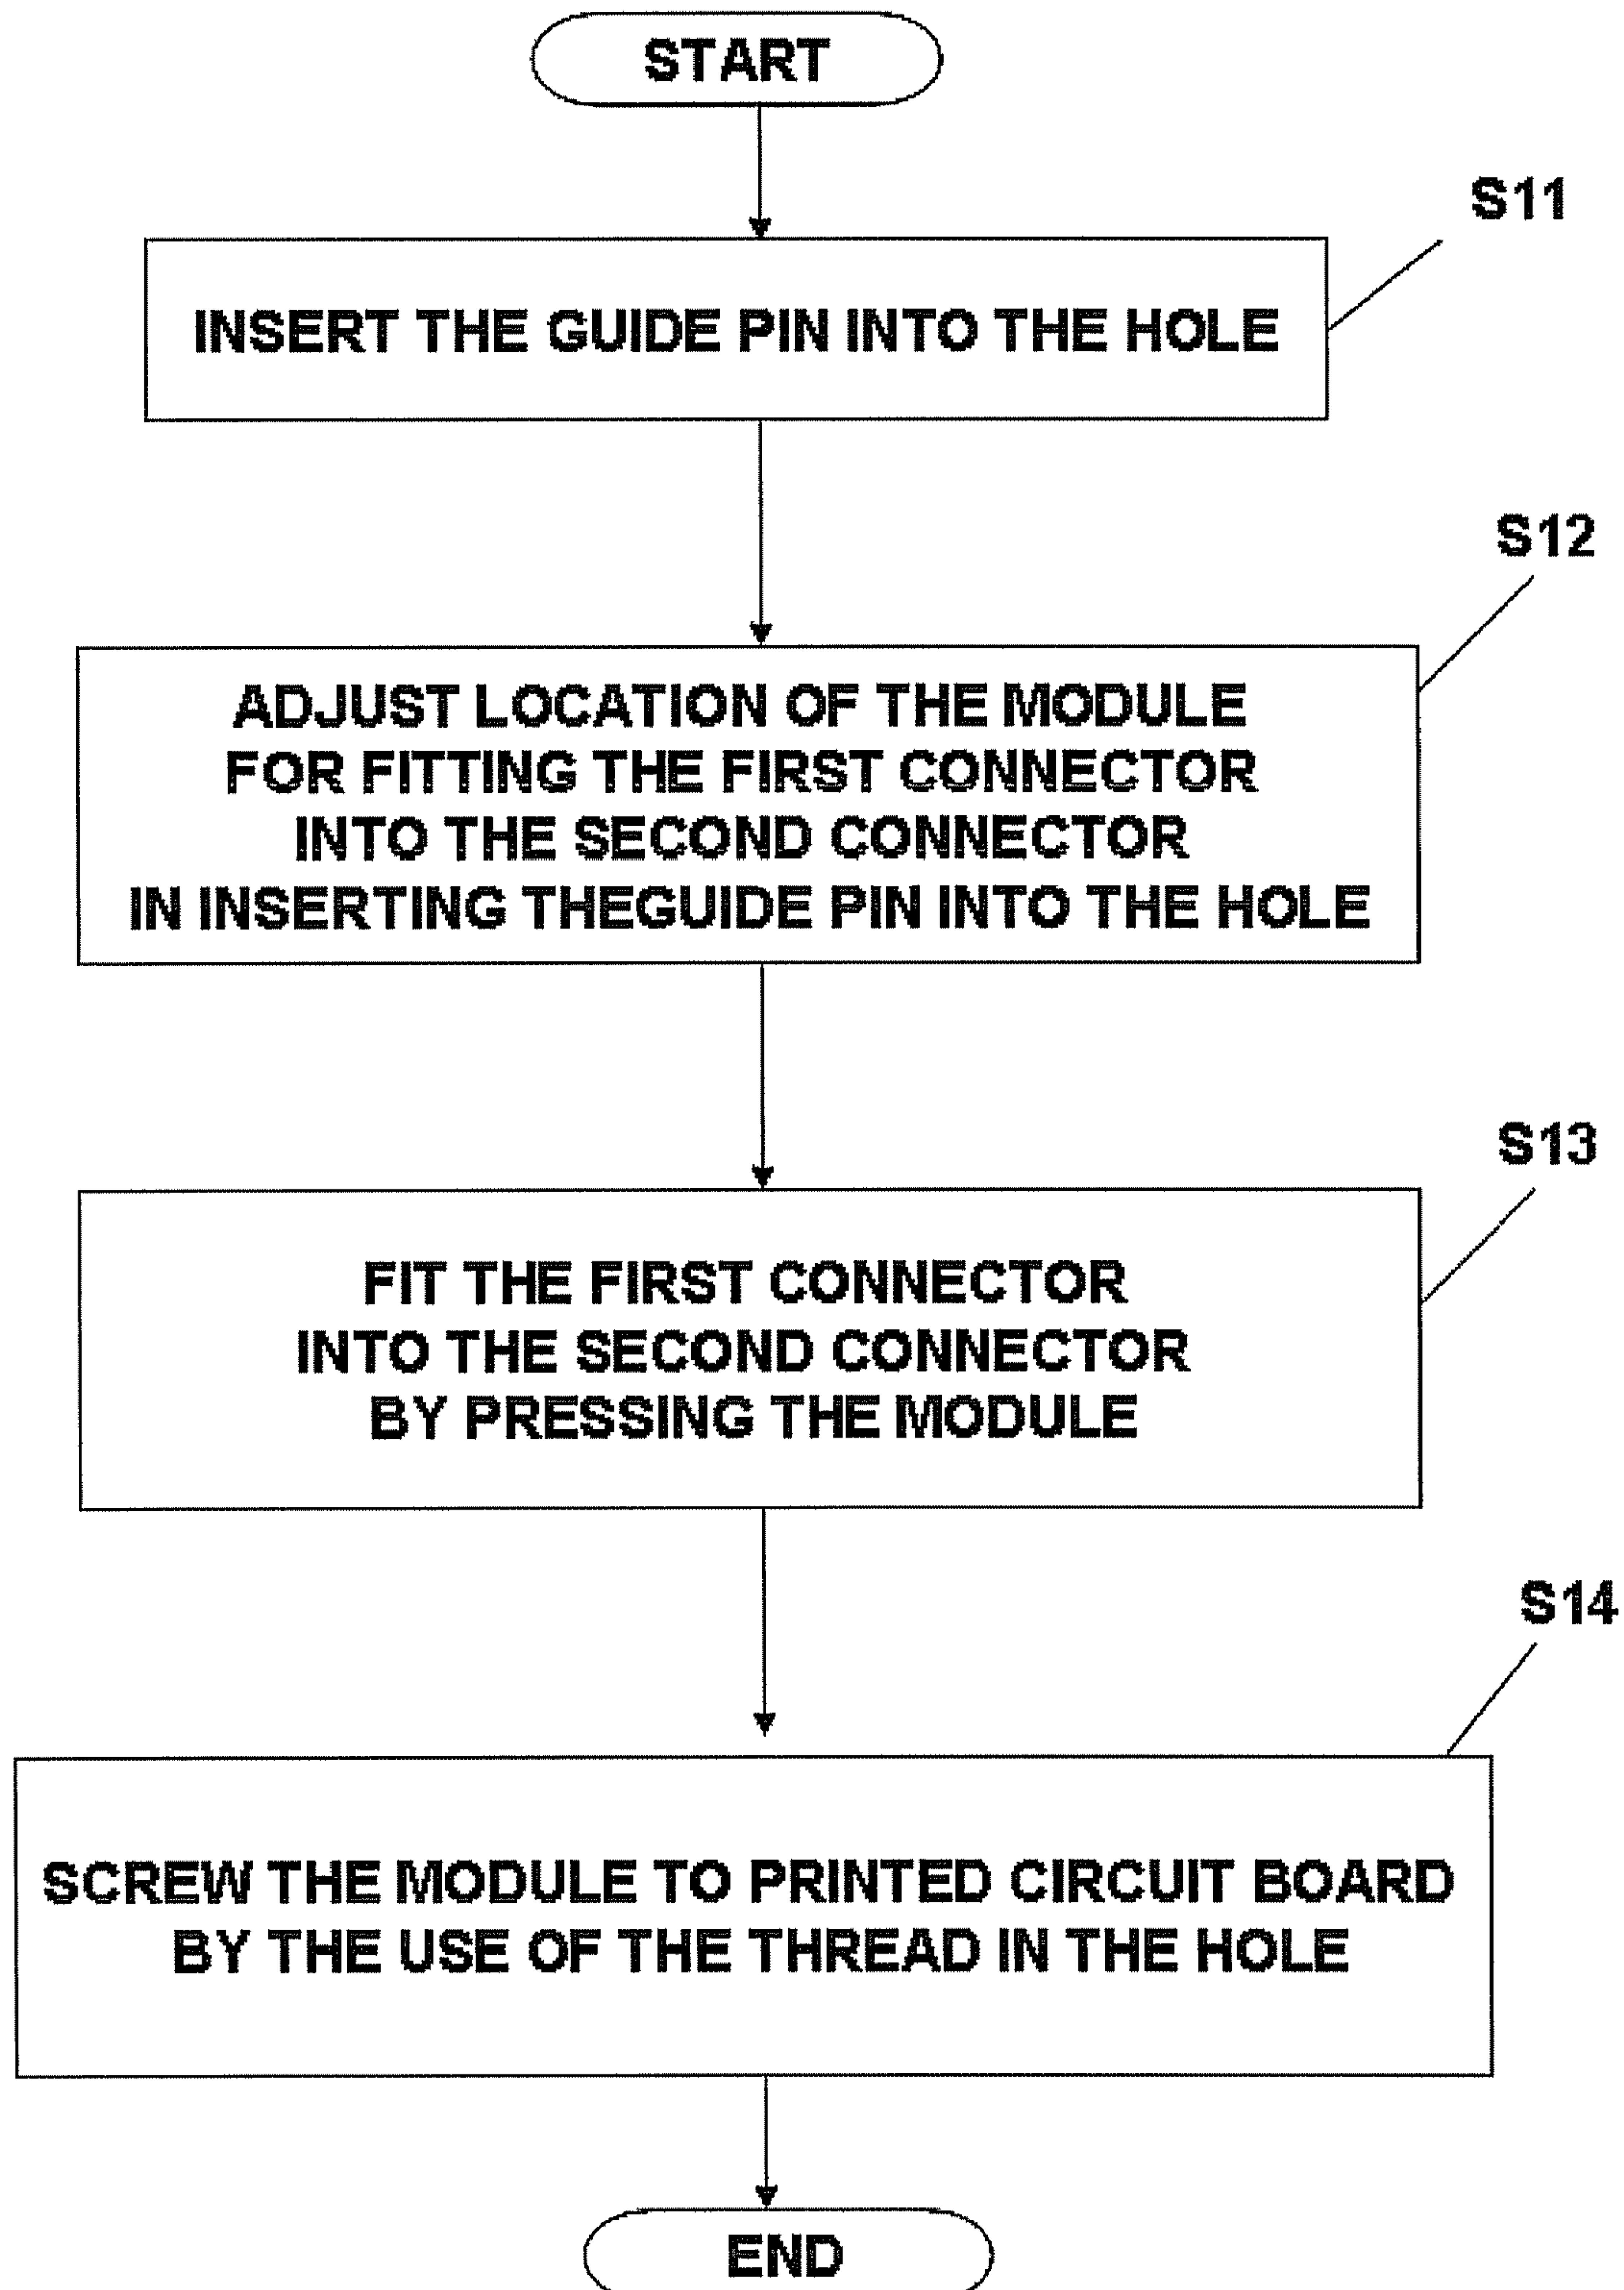 START
S11
INSERT THE GUIDE PIN INTO THE HOLE
S12
ADJUST LOCATION OF THE MODULE
FOR FITTING THE FIRST CONNECTOR
INTO THE SECOND CONNECTOR
IN INSERTING THEGUIDE PIN INTO THE HOLE
S13
FIT THE FIRST CONNECTOR
INTO THE SECOND CONNECTOR
BY PRESSING THE MODULE
S14
SCREW THE MODULE TO PRINTED CIRCUIT BOARD
BY THE USE OF THE THREAD IN THE HOLE
END